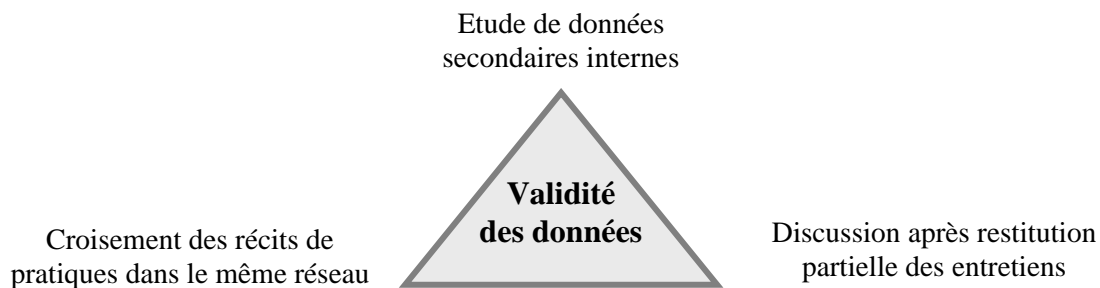 Etude de données
secondaires internes
Validité
des données
Croisement des récits de
pratiques dans le même réseau
Discussion après restitution
partielle des entretiens